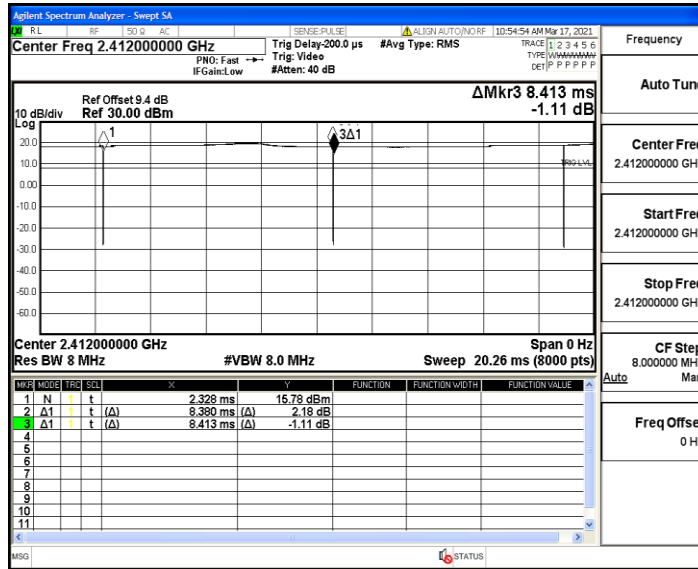 Agilent Spectrum Analyzer - Swept SA
RL RF 50 Ω AC SENSE:PULSE ALIGN AUTO/NO RF 10:54:54 AM Mar 17, 2021
Center Freq 2.412000000 GHz
PNO: Fast
IFGain:Low
Trig Delay-200.0 µs
Trig: Video
#Atten: 40 dB
#Avg Type: RMS
TRACE 1 2 3 4 5 6
TYPE WWWWWW
DET P P P P P P
ΔMkr3 8.413 ms
-1.11 dB
Ref Offset 9.4 dB
10 dB/div Ref 30.00 dBm
Log
1
3Δ1
TRIG LVL
20.0
10.0
0.00
-10.0
-20.0
-30.0
-40.0
-50.0
-60.0
Center 2.412000000 GHz Span 0 Hz
Res BW 8 MHz #VBW 8.0 MHz Sweep 20.26 ms (8000 pts)
MKR MODE TRC SCL X Y FUNCTION FUNCTION WIDTH FUNCTION VALUE
1 N 1 t 2.328 ms 15.78 dBm
2 Δ1 1 t (Δ) 8.380 ms (Δ) 2.18 dB
3 Δ1 1 t (Δ) 8.413 ms (Δ) -1.11 dB
4
5
6
7
8
9
10
11
MSG STATUS
Frequency
Auto Tune
Center Freq
2.412000000 GH
Start Freq
2.412000000 GH
Stop Freq
2.412000000 GH
CF Step
8.000000 MH
Auto Ma
Freq Offse
0 H